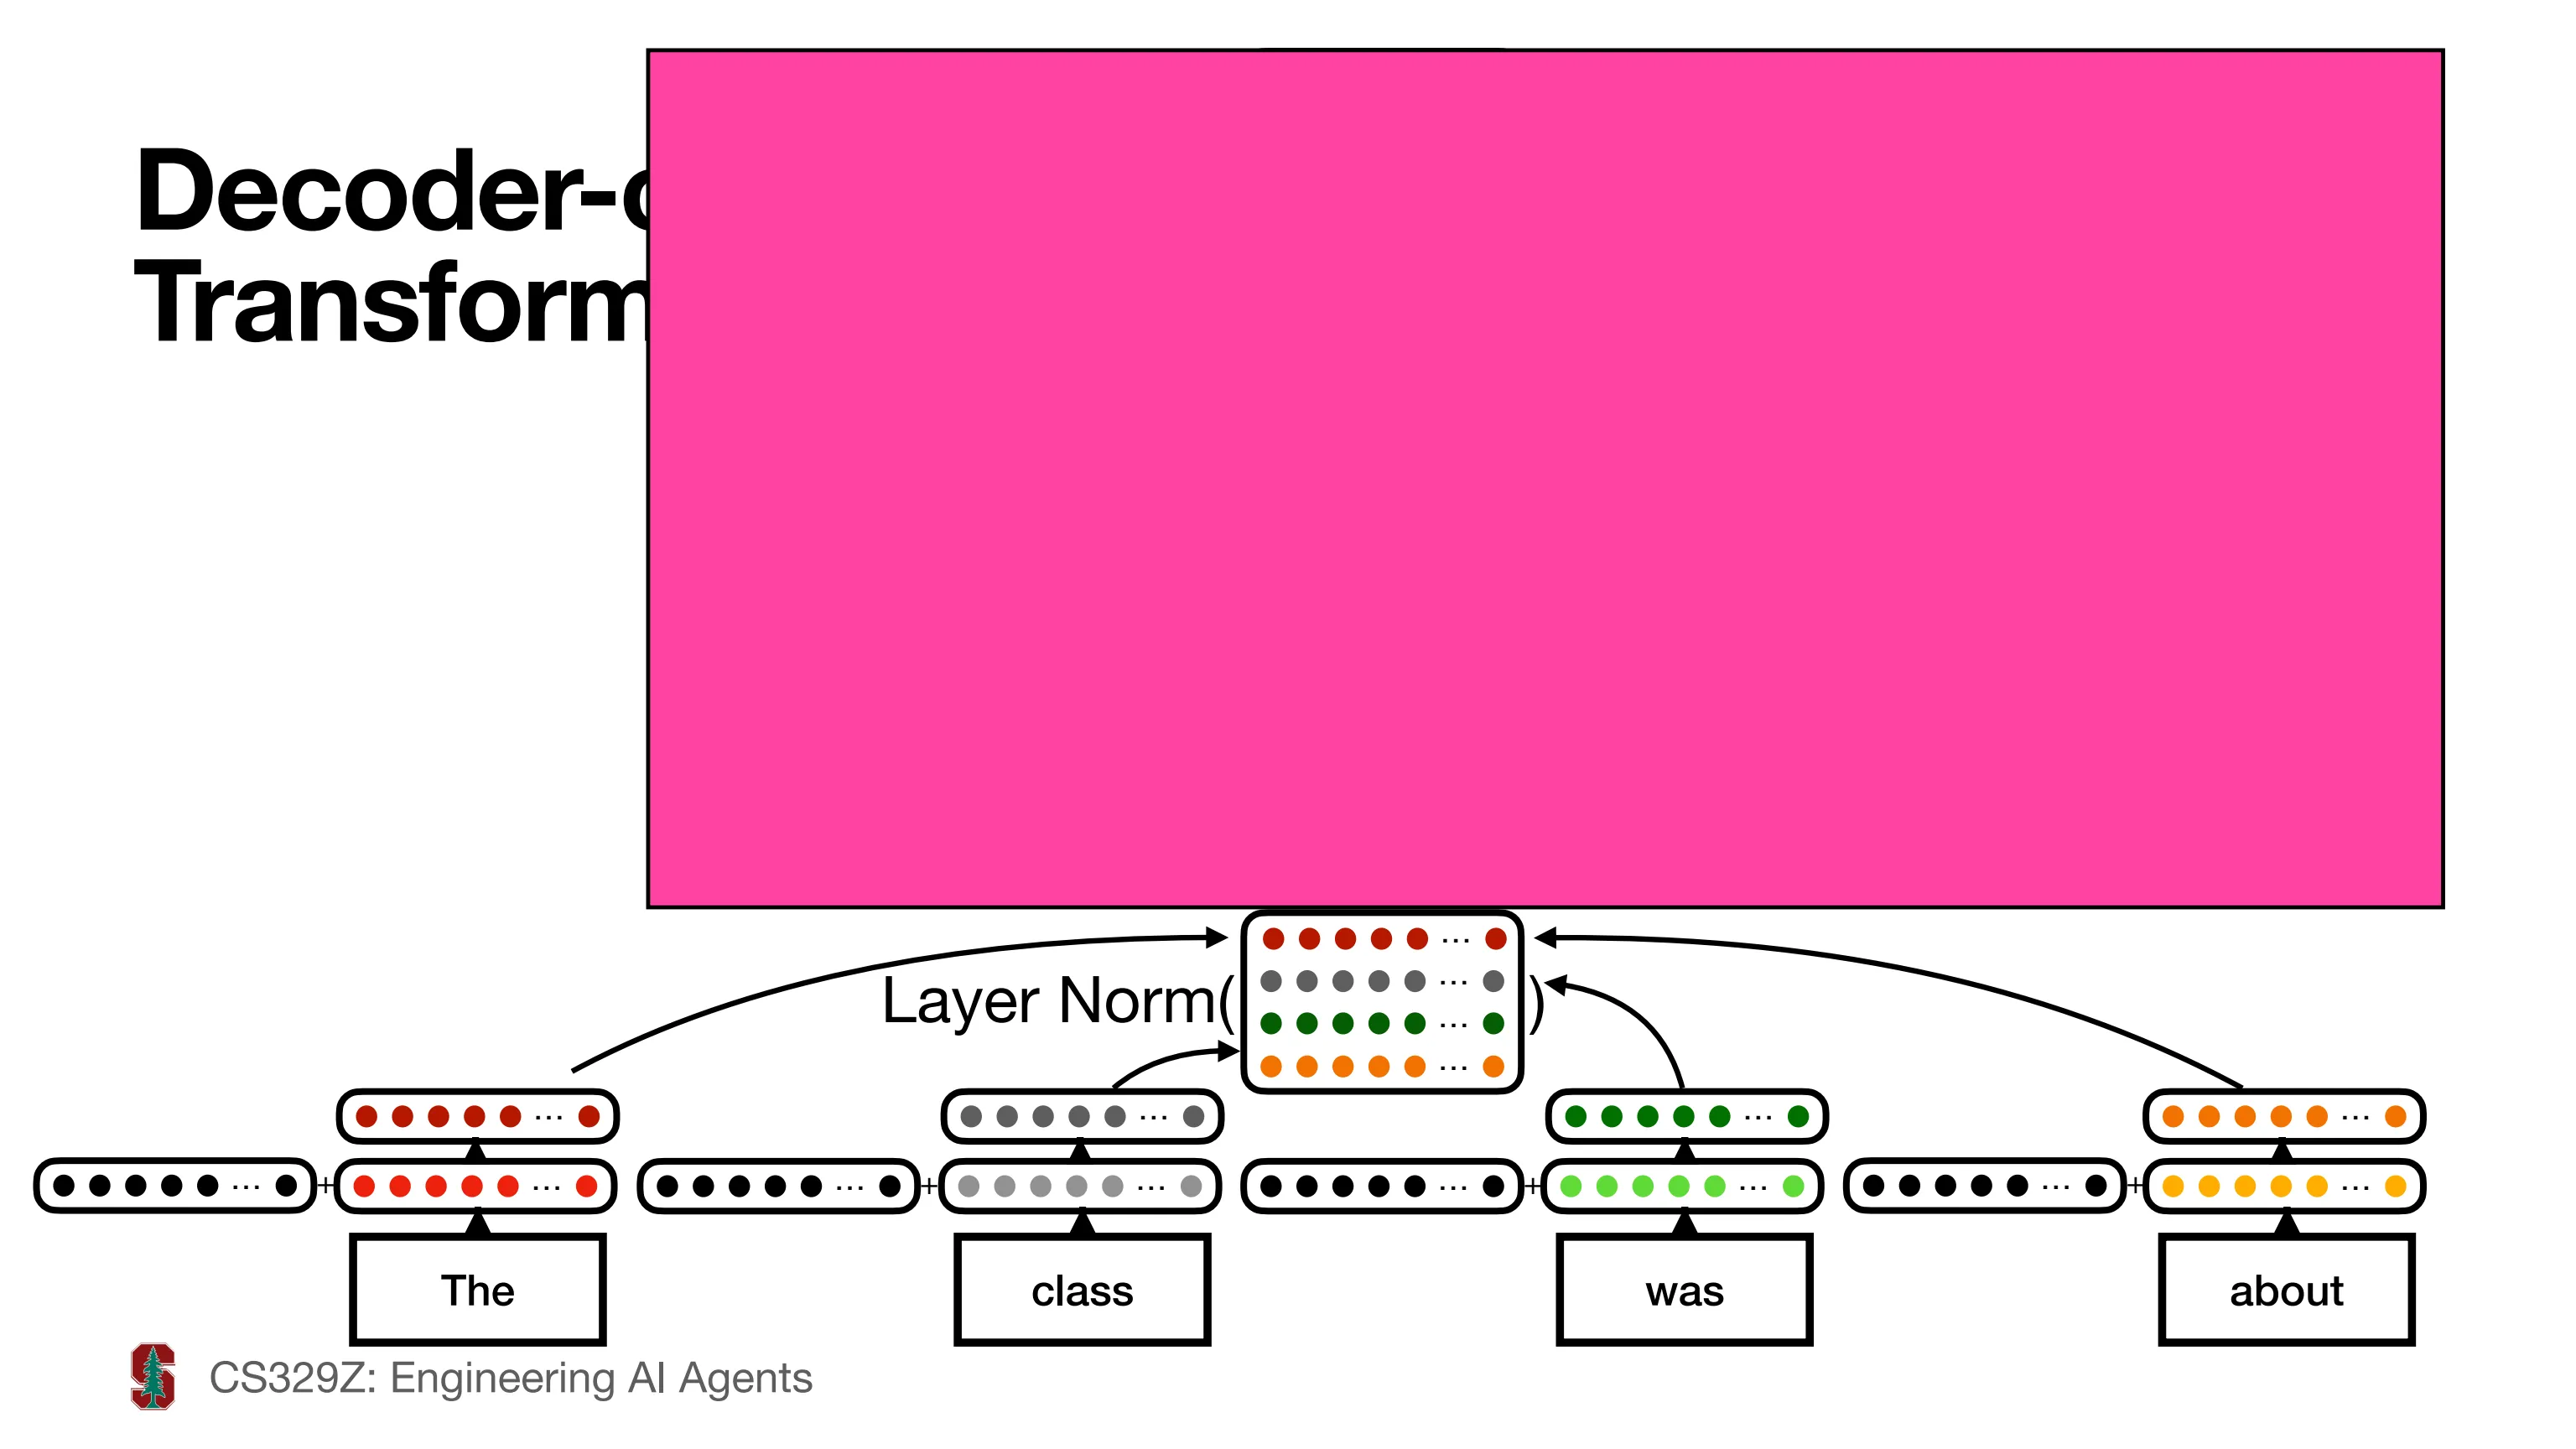 Decoder-
Transform
Layer Norm( )
The class was about
CS329Z: Engineering AI Agents